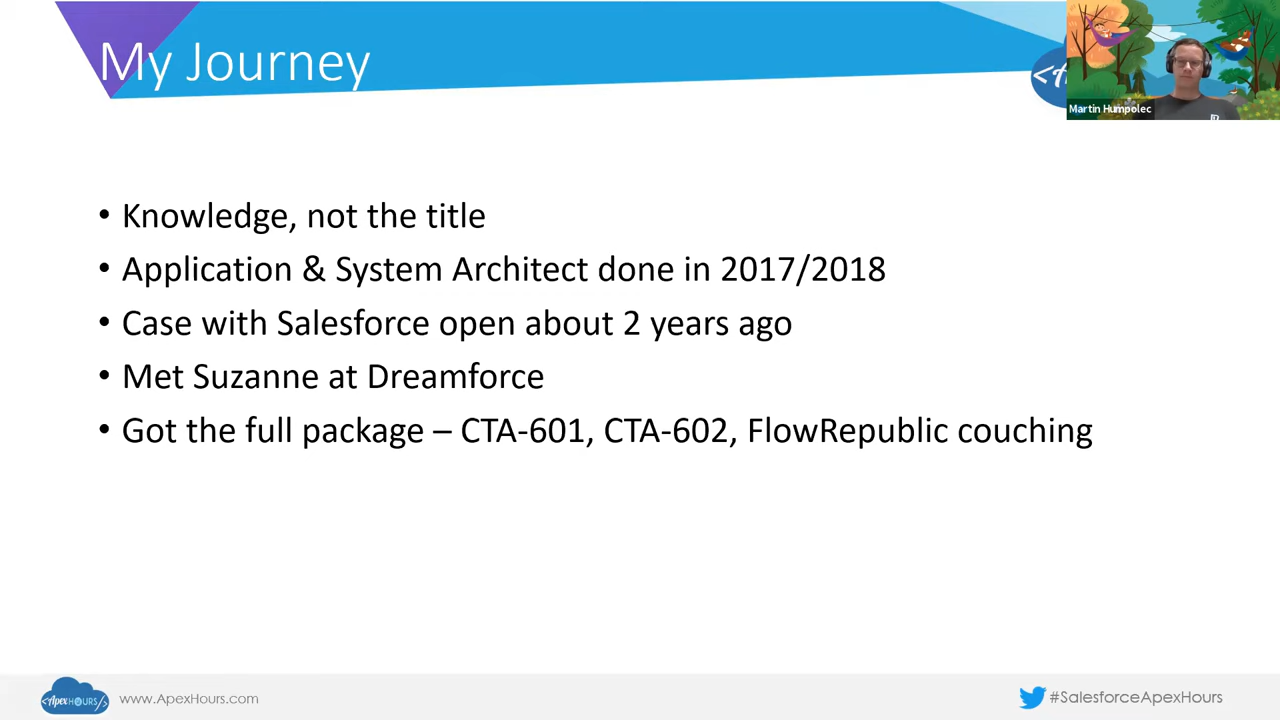 My Journey
Martin Humpolec
• Knowledge, not the title
• Application & System Architect done in 2017/2018
• Case with Salesforce open about 2 years ago
• Met Suzanne at Dreamforce
• Got the full package – CTA-601, CTA-602, FlowRepublic couching
<ApexHOURS/>
www.ApexHours.com
#SalesforceApexHours